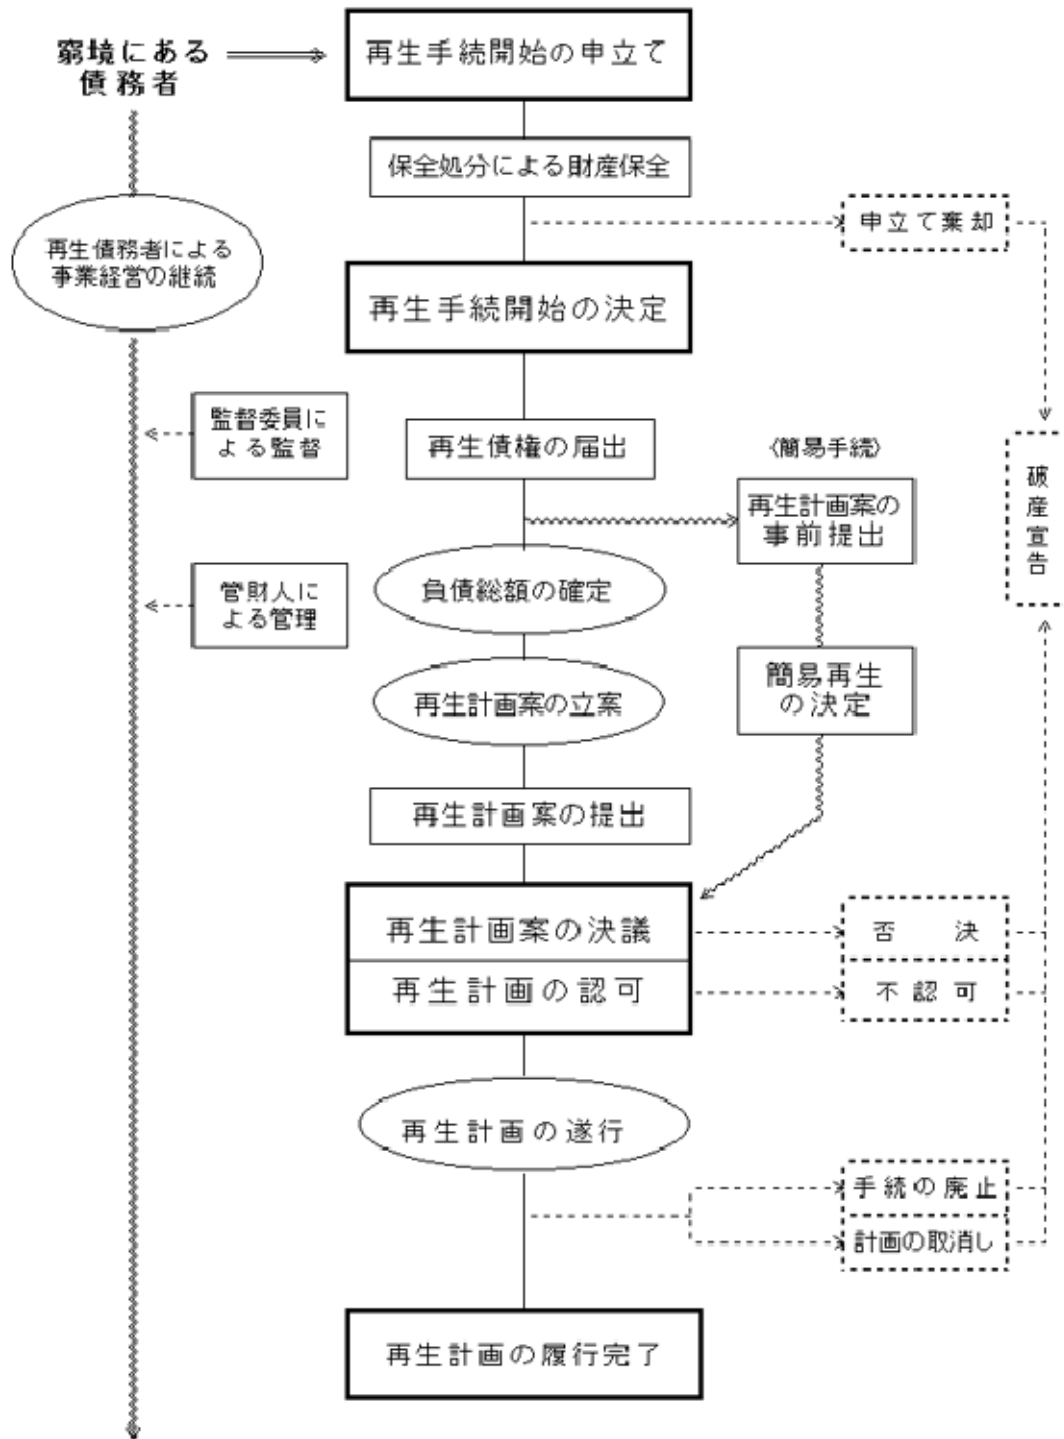 窮境にある
債務者
再生手続開始の申立て
保全処分による財産保全
申立て棄却
再生債務者による
事業経営の継続
再生手続開始の決定
監督委員に
よる監督
再生債権の届出
〈簡易手続〉
再生計画案の
事前提出
破産宣告
負債総額の確定
管財人に
よる管理
再生計画案の立案
簡易再生
の決定
再生計画案の提出
再生計画案の決議
否決
再生計画の認可
不認可
再生計画の遂行
手続の廃止
計画の取消し
再生計画の履行完了